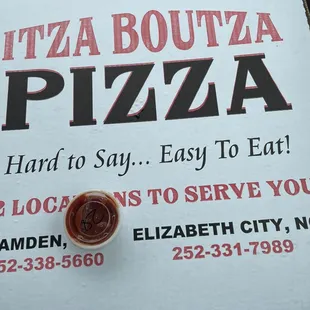 ITZA BOUTZA
PIZZA
Hard to Say... Easy To Eat!
2 LOCA NS TO SERVE YOU
AMDEN, ELIZABETH CITY, N
52-338-5660 252-331-7989